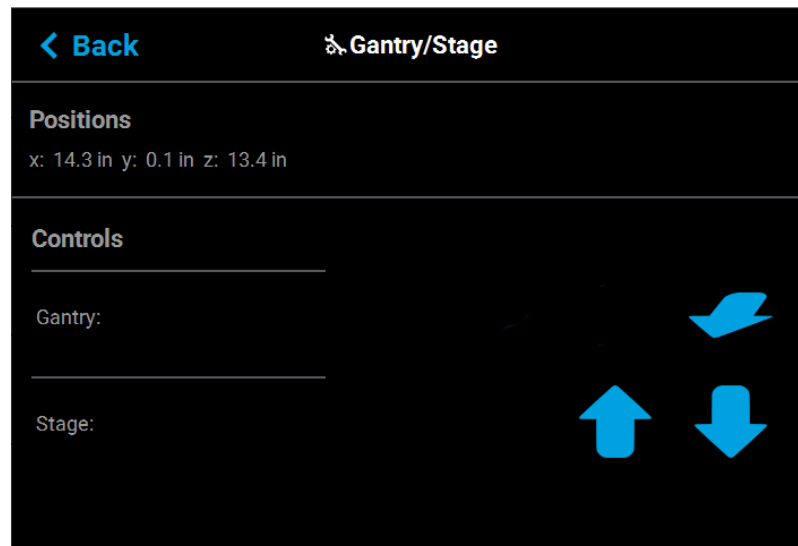 Back
Gantry/Stage
Positions
x: 14.3 in y: 0.1 in z: 13.4 in
Controls
Gantry:
Stage: